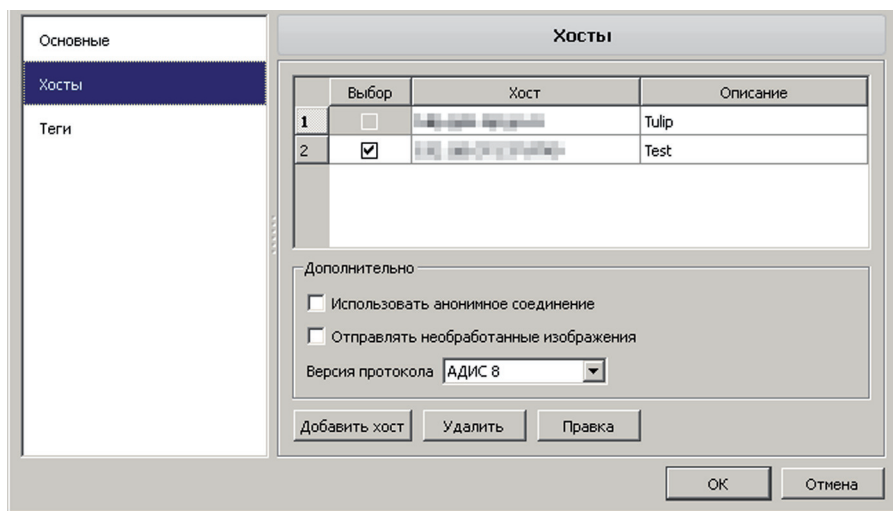 Основные
Хосты
Теги
Хосты
Выбор Хост Описание
1 Tulip
2 Test
Дополнительно
Использовать анонимное соединение
Отправлять необработанные изображения
Версия протокола АДИС 8
Добавить хост Удалить Правка
ОК Отмена